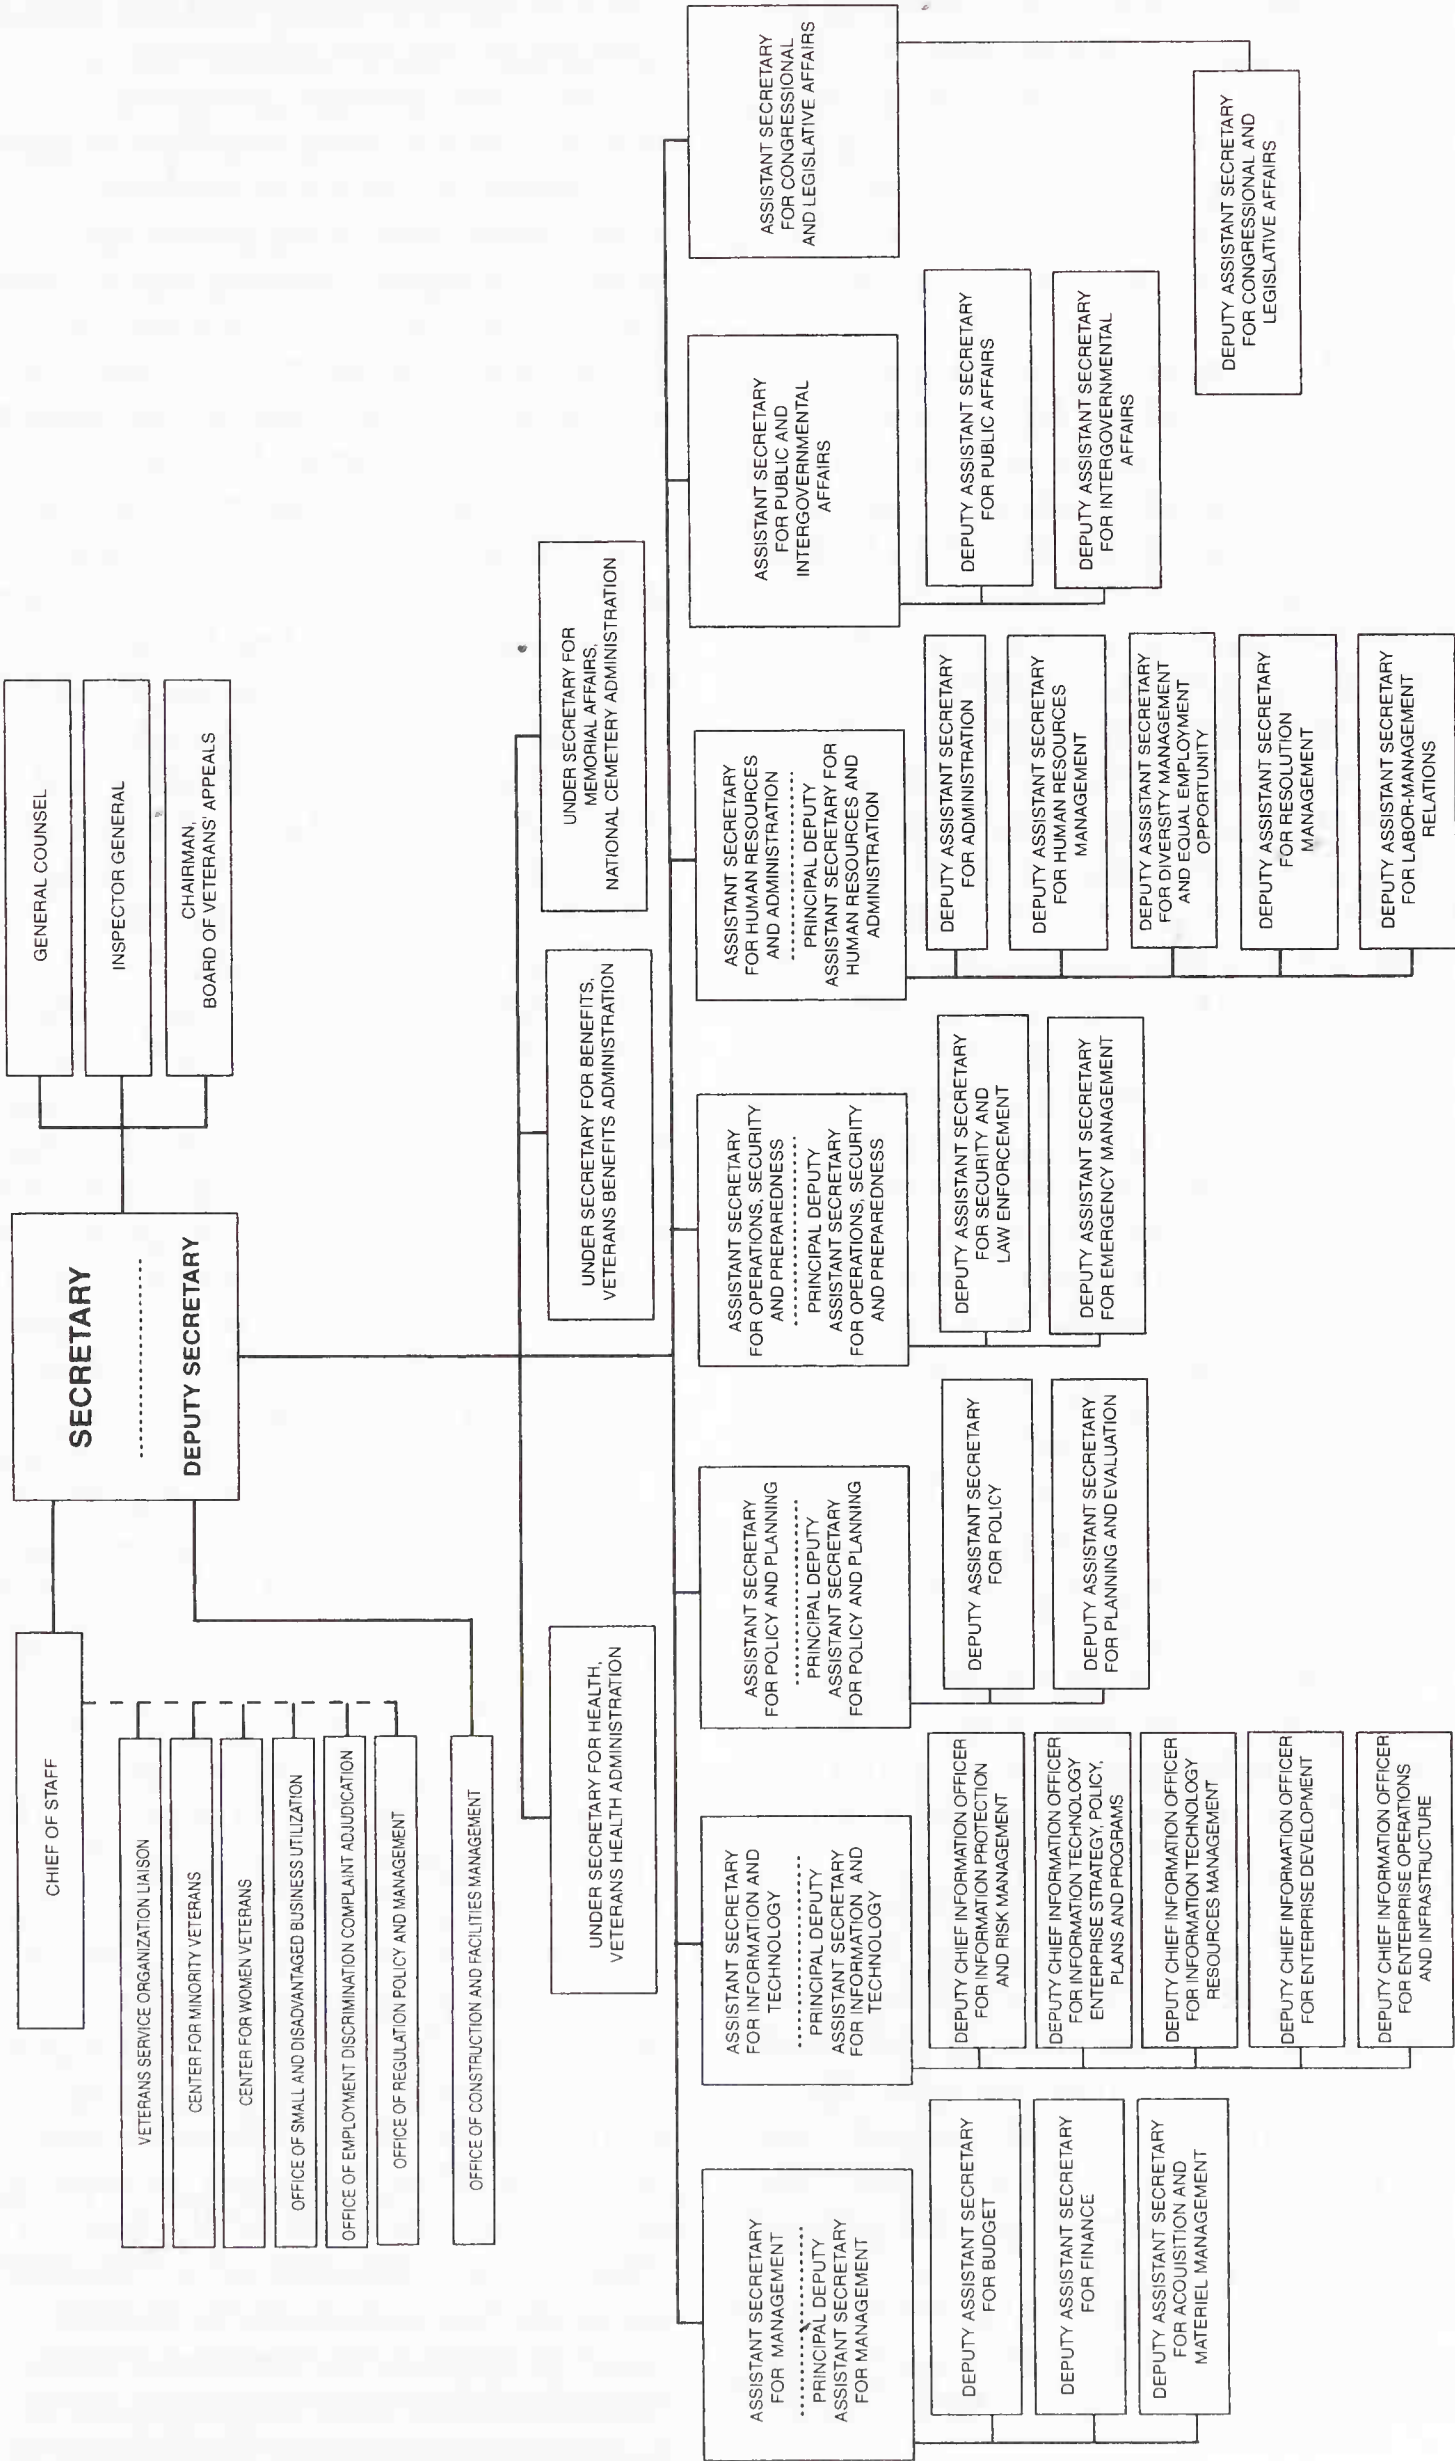 SECRETARY
DEPUTY SECRETARY
CHIEF OF STAFF
VETERANS SERVICE ORGANIZATION LIAISON
CENTER FOR MINORITY VETERANS
CENTER FOR WOMEN VETERANS
OFFICE OF SMALL AND DISADVANTAGED BUSINESS UTILIZATION
OFFICE OF EMPLOYMENT DISCRIMINATION COMPLAINT ADJUDICATION
OFFICE OF REGULATION POLICY AND MANAGEMENT
OFFICE OF CONSTRUCTION AND FACILITIES MANAGEMENT
GENERAL COUNSEL
INSPECTOR GENERAL
CHAIRMAN,
BOARD OF VETERANS' APPEALS
UNDER SECRETARY FOR HEALTH,
VETERANS HEALTH ADMINISTRATION
UNDER SECRETARY FOR BENEFITS,
VETERANS BENEFITS ADMINISTRATION
UNDER SECRETARY FOR
MEMORIAL AFFAIRS,
NATIONAL CEMETERY ADMINISTRATION
ASSISTANT SECRETARY
FOR MANAGEMENT
PRINCIPAL DEPUTY
ASSISTANT SECRETARY
FOR MANAGEMENT
DEPUTY ASSISTANT SECRETARY
FOR BUDGET
DEPUTY ASSISTANT SECRETARY
FOR FINANCE
DEPUTY ASSISTANT SECRETARY
FOR ACQUISITION AND
MATERIEL MANAGEMENT
ASSISTANT SECRETARY
FOR INFORMATION AND
TECHNOLOGY
PRINCIPAL DEPUTY
ASSISTANT SECRETARY
FOR INFORMATION AND
TECHNOLOGY
DEPUTY CHIEF INFORMATION OFFICER
FOR INFORMATION PROTECTION
AND RISK MANAGEMENT
DEPUTY CHIEF INFORMATION OFFICER
FOR INFORMATION TECHNOLOGY
ENTERPRISE STRATEGY, POLICY,
PLANS AND PROGRAMS
DEPUTY CHIEF INFORMATION OFFICER
FOR INFORMATION TECHNOLOGY
RESOURCES MANAGEMENT
DEPUTY CHIEF INFORMATION OFFICER
FOR ENTERPRISE DEVELOPMENT
DEPUTY CHIEF INFORMATION OFFICER
FOR ENTERPRISE OPERATIONS
AND INFRASTRUCTURE
ASSISTANT SECRETARY
FOR POLICY AND PLANNING
PRINCIPAL DEPUTY
ASSISTANT SECRETARY
FOR POLICY AND PLANNING
DEPUTY ASSISTANT SECRETARY
FOR POLICY
DEPUTY ASSISTANT SECRETARY
FOR PLANNING AND EVALUATION
ASSISTANT SECRETARY
FOR OPERATIONS, SECURITY
AND PREPAREDNESS
PRINCIPAL DEPUTY
ASSISTANT SECRETARY
FOR OPERATIONS, SECURITY
AND PREPAREDNESS
DEPUTY ASSISTANT SECRETARY
FOR SECURITY AND
LAW ENFORCEMENT
DEPUTY ASSISTANT SECRETARY
FOR EMERGENCY MANAGEMENT
ASSISTANT SECRETARY
FOR HUMAN RESOURCES
AND ADMINISTRATION
PRINCIPAL DEPUTY
ASSISTANT SECRETARY FOR
HUMAN RESOURCES AND
ADMINISTRATION
DEPUTY ASSISTANT SECRETARY
FOR ADMINISTRATION
DEPUTY ASSISTANT SECRETARY
FOR HUMAN RESOURCES
MANAGEMENT
DEPUTY ASSISTANT SECRETARY
FOR DIVERSITY MANAGEMENT
AND EQUAL EMPLOYMENT
OPPORTUNITY
DEPUTY ASSISTANT SECRETARY
FOR RESOLUTION
MANAGEMENT
DEPUTY ASSISTANT SECRETARY
FOR LABOR-MANAGEMENT
RELATIONS
ASSISTANT SECRETARY
FOR PUBLIC AND
INTERGOVERNMENTAL
AFFAIRS
DEPUTY ASSISTANT SECRETARY
FOR PUBLIC AFFAIRS
DEPUTY ASSISTANT SECRETARY
FOR INTERGOVERNMENTAL
AFFAIRS
ASSISTANT SECRETARY
FOR CONGRESSIONAL
AND LEGISLATIVE AFFAIRS
DEPUTY ASSISTANT SECRETARY
FOR CONGRESSIONAL AND
LEGISLATIVE AFFAIRS